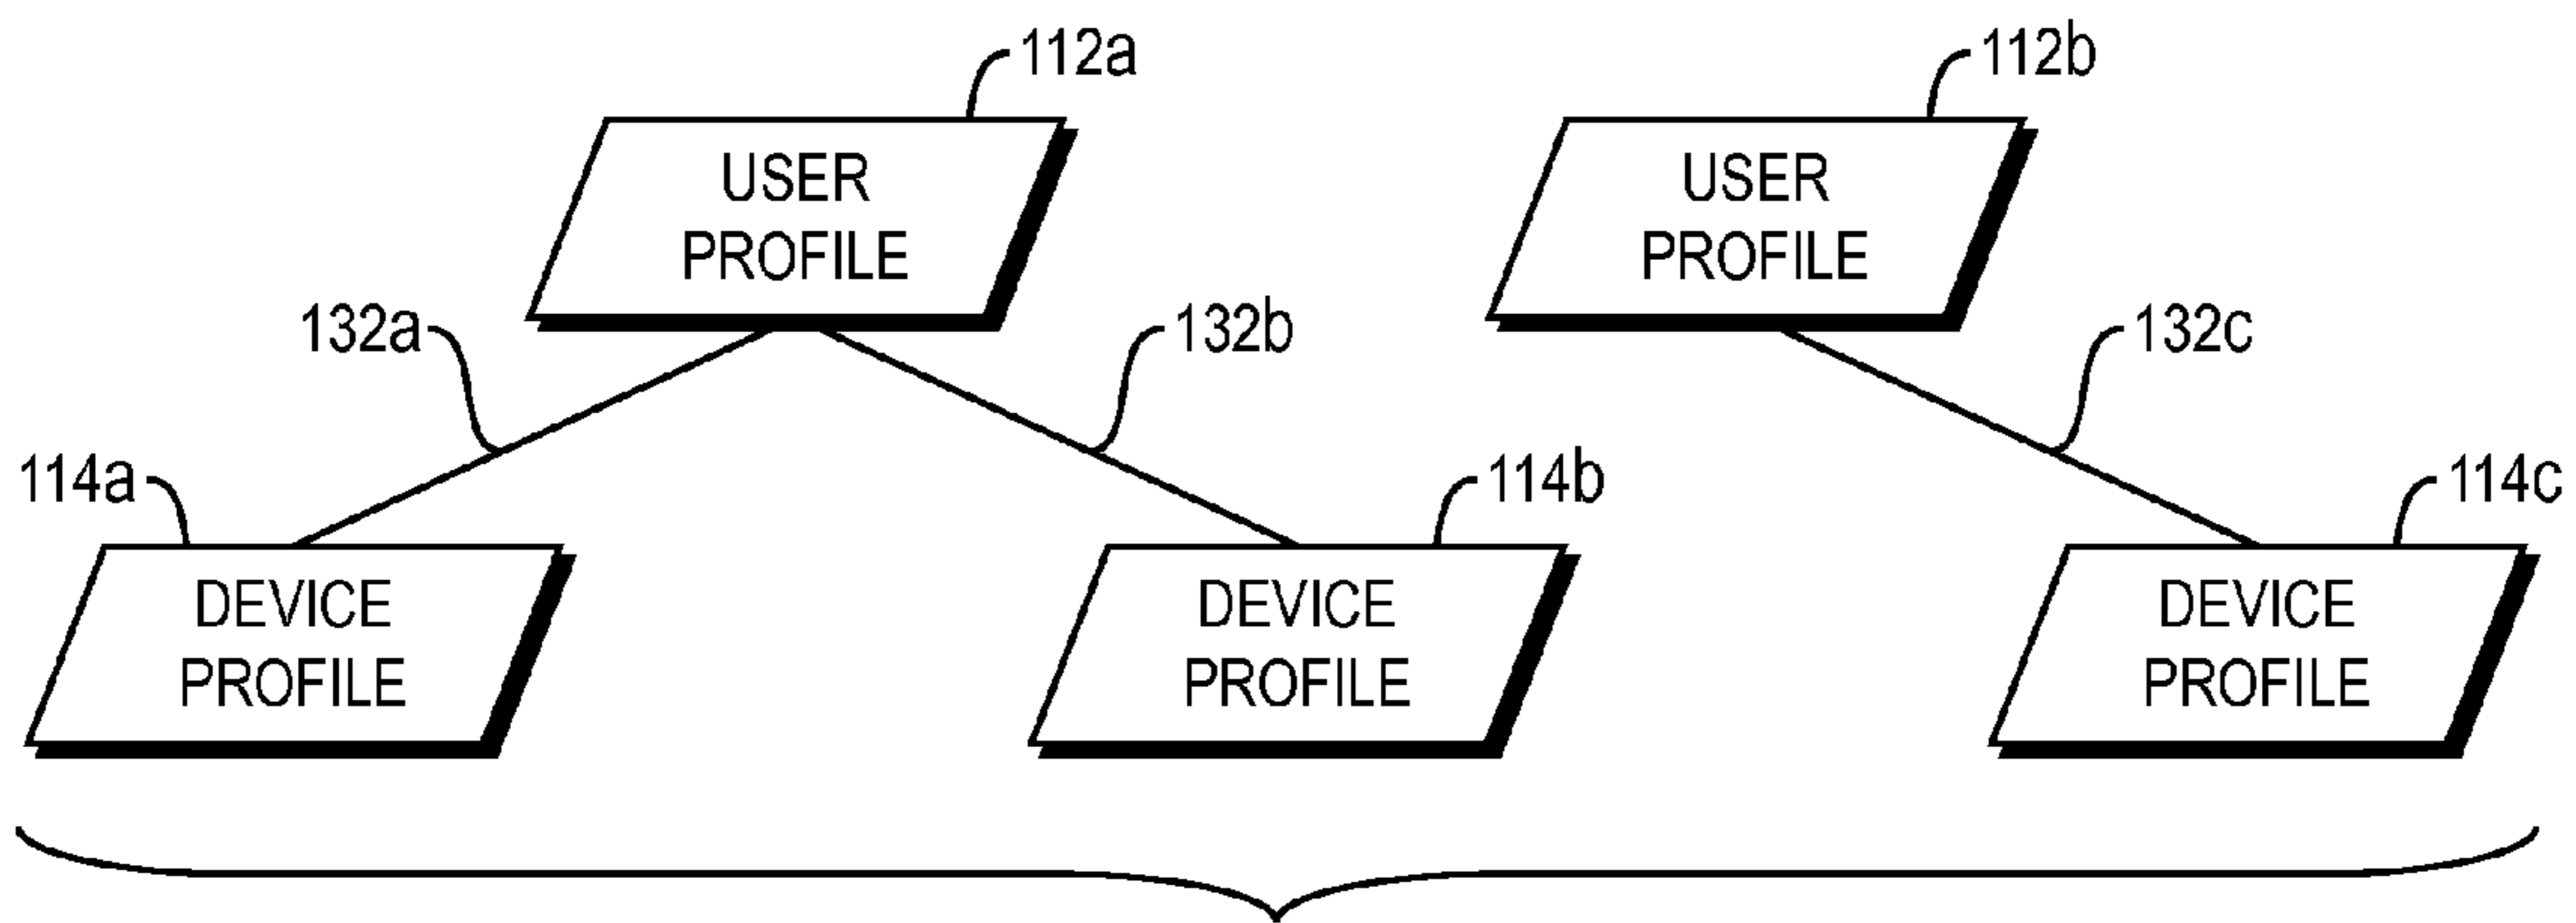 112a
112b
USER
PROFILE
USER
PROFILE
132a
132b
132c
114a
114b
114c
DEVICE
PROFILE
DEVICE
PROFILE
DEVICE
PROFILE